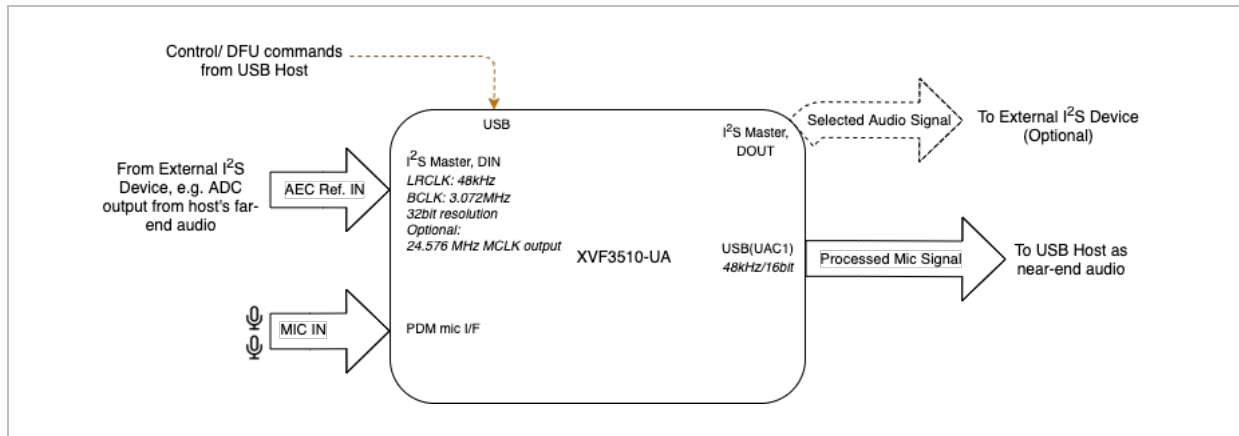 Control/ DFU commands
from USB Host
USB
I²S Master,
DOUT
Selected Audio Signal
To External I²S Device
(Optional)
From External I²S
Device, e.g. ADC
output from host's far-
end audio
AEC Ref. IN
I²S Master, DIN
LRCLK: 48kHz
BCLK: 3.072MHz
32bit resolution
Optional:
24.576 MHz MCLK output
XVF3510-UA
USB(UAC1)
48kHz/16bit
Processed Mic Signal
To USB Host as
near-end audio
MIC IN
PDM mic I/F